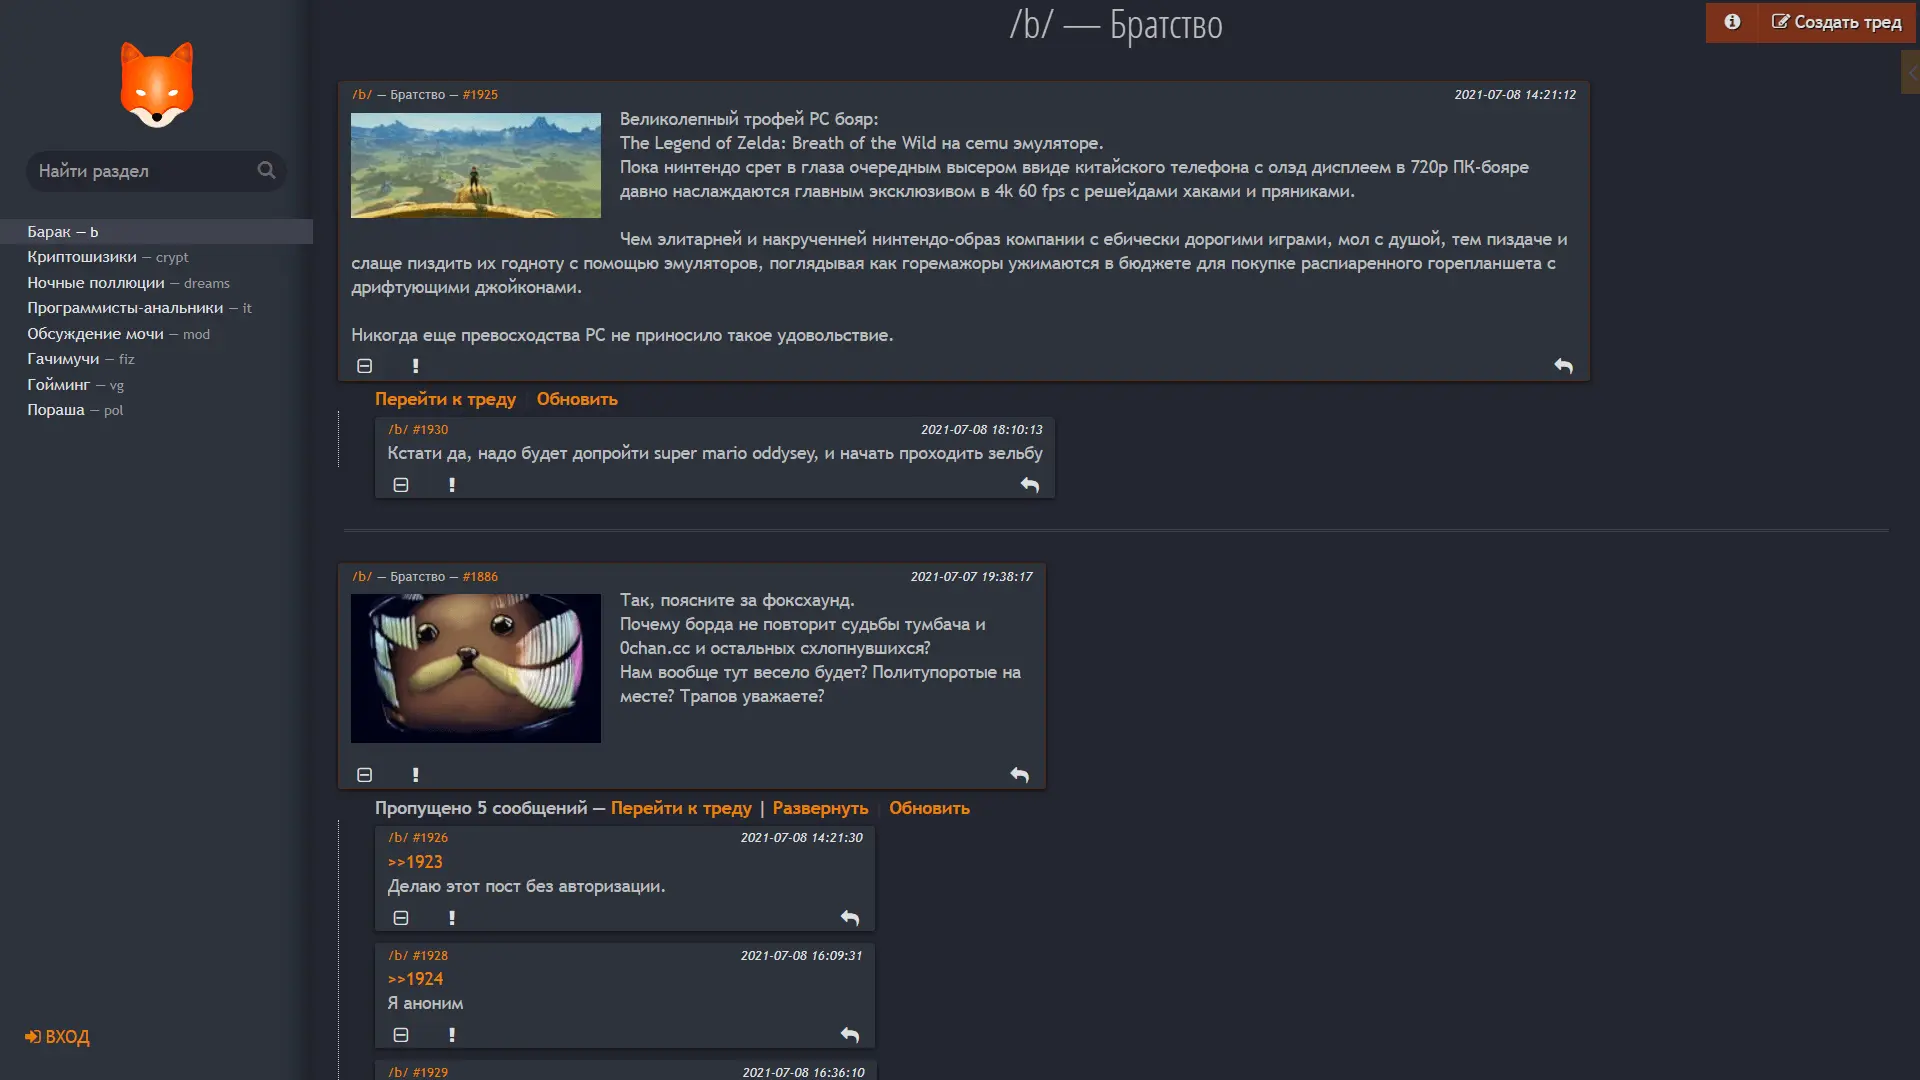 /b/ — Братство
Создать тред
Найти раздел
Барак — b
Криптошизики — crypt
Ночные поллюции — dreams
Программисты-анальники — it
Обсуждение мочи — mod
Гачимучи — fiz
Гойминг — vg
Пораша — pol
ВХОД
/b/ — Братство — #1925 2021-07-08 14:21:12
Великолепный трофей PC бояр:
The Legend of Zelda: Breath of the Wild на cemu эмуляторе.
Пока нинтендо срет в глаза очередным высером ввиде китайского телефона с олэд дисплеем в 720p ПК-бояре
давно наслаждаются главным эксклюзивом в 4k 60 fps с решейдами хаками и пряниками.
Чем элитарней и накрученней нинтендо-образ компании с ебически дорогими играми, мол с душой, тем пиздаче и
слаще пиздить их годноту с помощью эмуляторов, поглядывая как горемажоры ужимаются в бюджете для покупке распиаренного горепланшета с
дрифтующими джойконами.
Никогда еще превосходства PC не приносило такое удовольствие.
Перейти к треду Обновить
/b/ #1930 2021-07-08 18:10:13
Кстати да, надо будет допройти super mario oddysey, и начать проходить зельбу
/b/ — Братство — #1886 2021-07-07 19:38:17
Так, поясните за фоксхаунд.
Почему борда не повторит судьбы тумбача и
0chan.cc и остальных схлопнувшихся?
Нам вообще тут весело будет? Политупоротые на
месте? Трапов уважаете?
Пропущено 5 сообщений — Перейти к треду | Развернуть Обновить
/b/ #1926 2021-07-08 14:21:30
>>1923
Делаю этот пост без авторизации.
/b/ #1928 2021-07-08 16:09:31
>>1924
Я аноним
/b/ #1929 2021-07-08 16:36:10